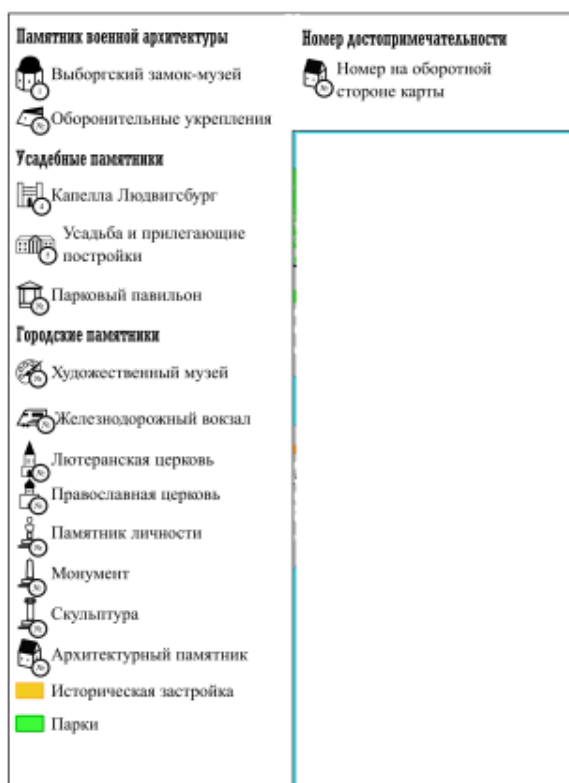 Памятник военной архитектуры
Выборгский замок-музей
Оборонительные укрепления
Усадебные памятники
Капелла Людвигсбург
Усадьба и прилегающие
постройки
Парковый павильон
Городские памятники
Художественный музей
Железнодорожный вокзал
Лютеранская церковь
Православная церковь
Памятник личности
Монумент
Скульптура
Архитектурный памятник
Историческая застройка
Парки
Номер достопримечательности
Номер на оборотной
стороне карты